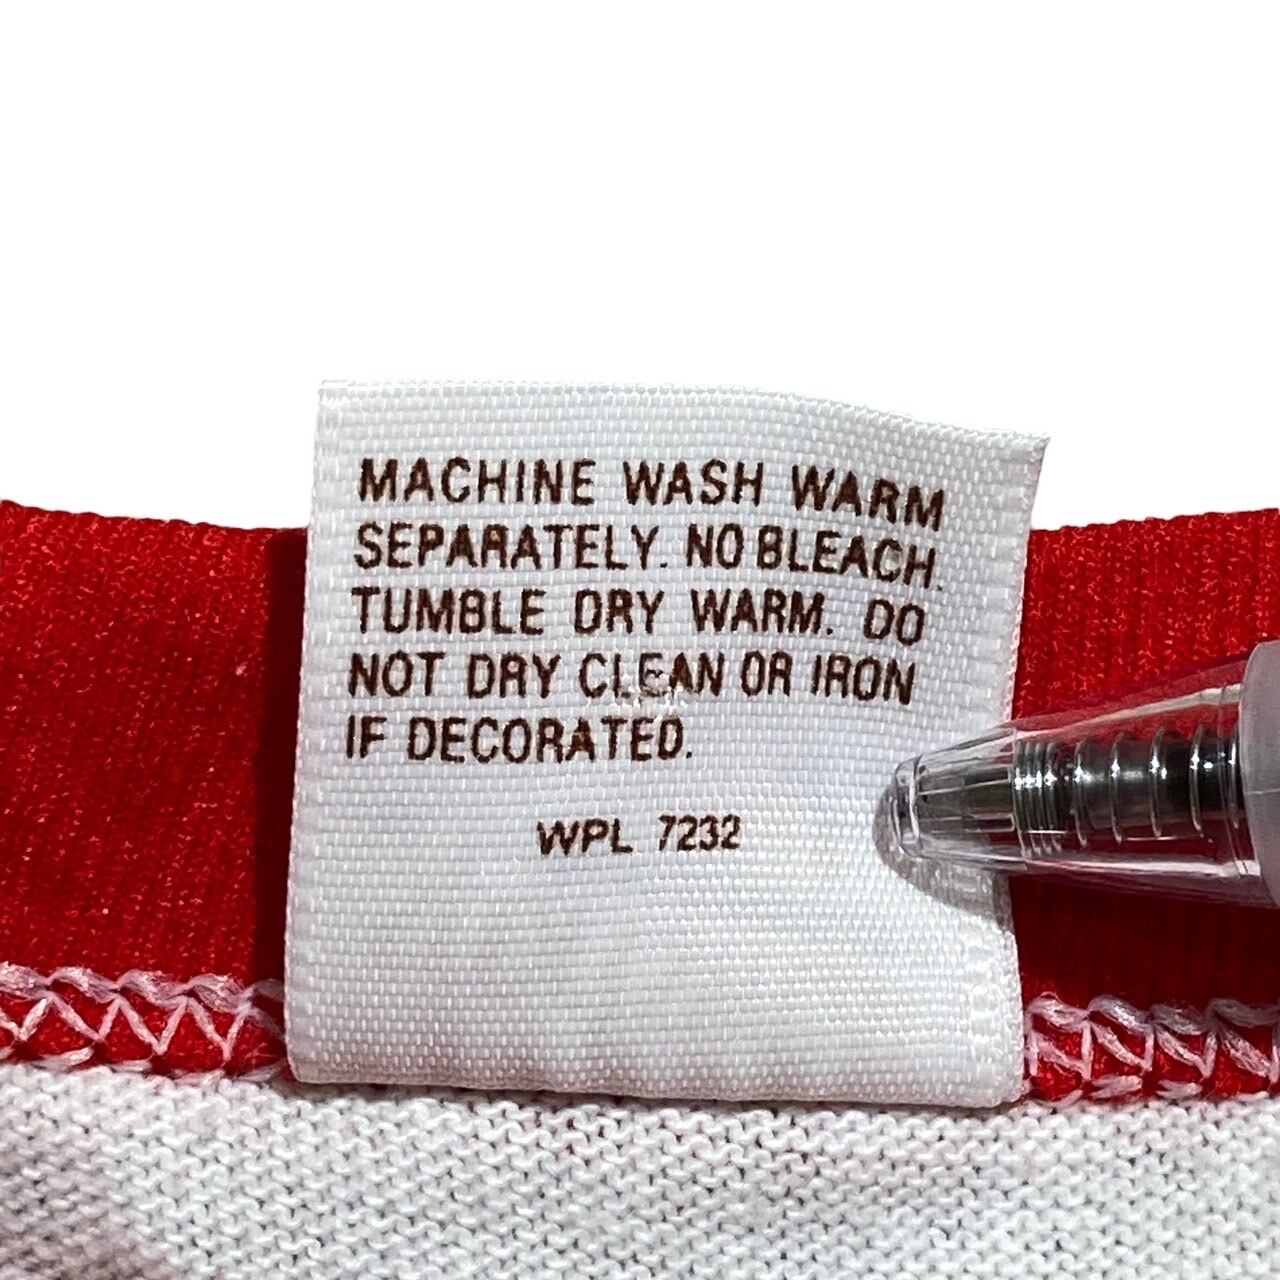 MACHINE WASH WARM
SEPARATELY. NO BLEACH.
TUMBLE DRY WARM. DO
NOT DRY CLEAN OR IRON
IF DECORATED.
WPL 7232